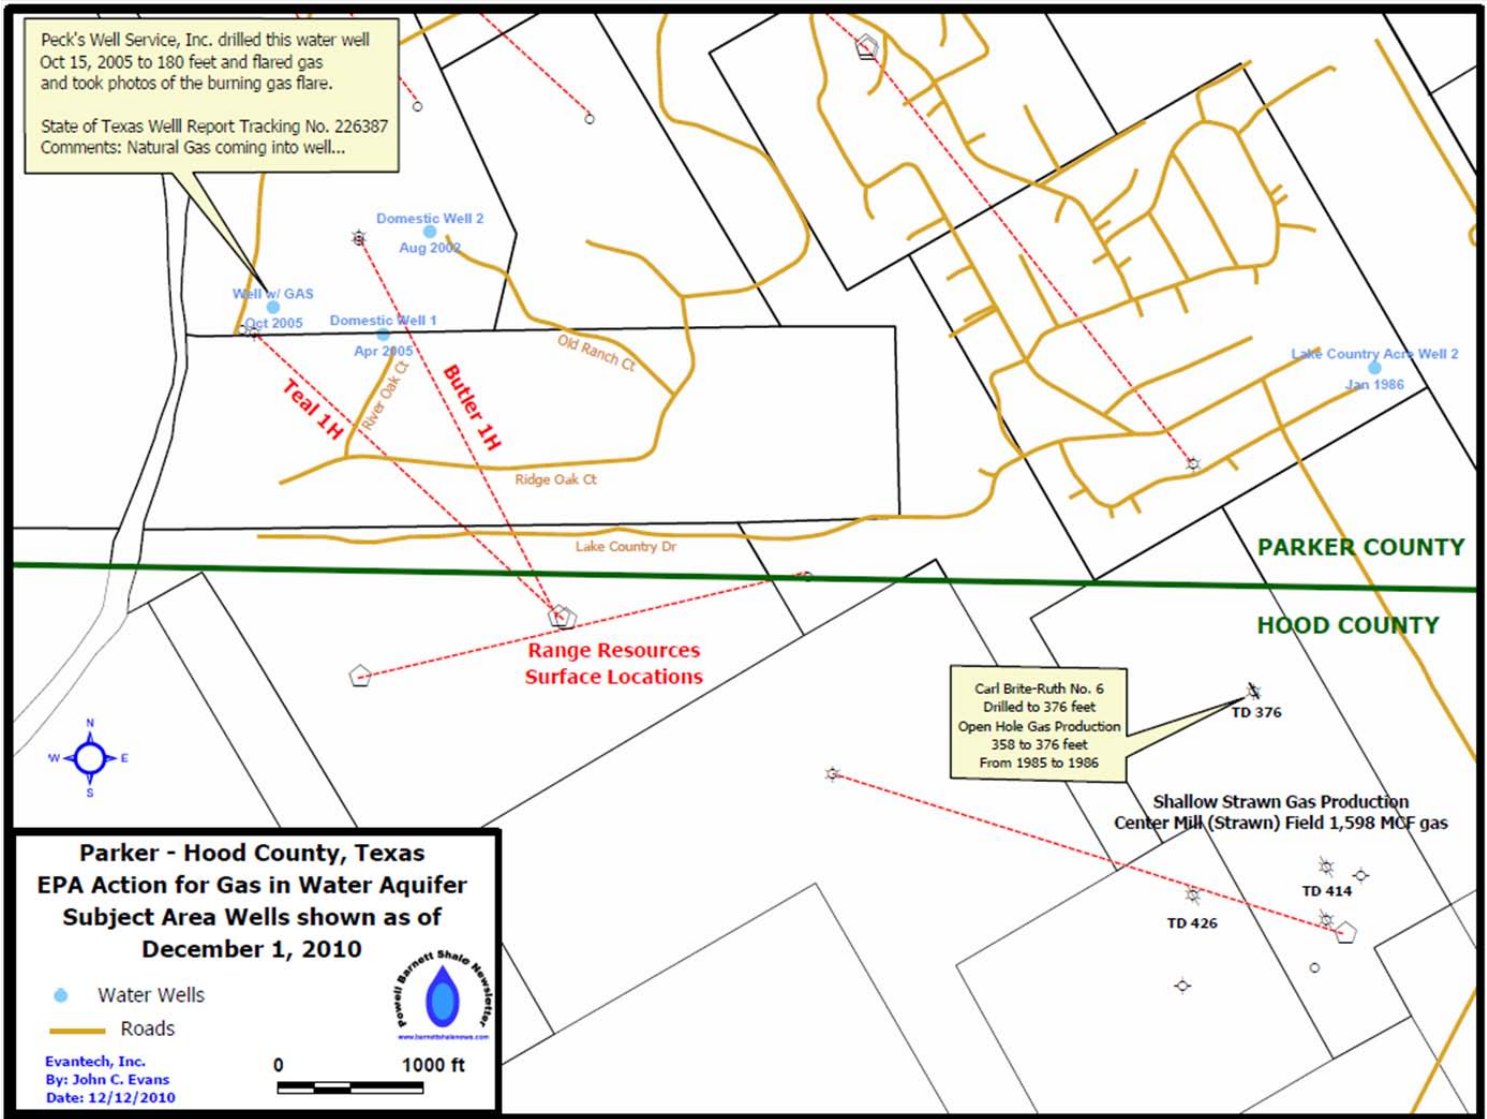 Peck's Well Service, Inc. drilled this water well
Oct 15, 2005 to 180 feet and flared gas
and took photos of the burning gas flare.
State of Texas Welll Report Tracking No. 226387
Comments: Natural Gas coming into well...
Domestic Well 2
Aug 2002
Well w/ GAS
Oct 2005
Domestic Well 1
Apr 2005
Teal 1H
Butler 1H
River Oak Ct
Old Ranch Ct
Ridge Oak Ct
Lake Country Dr
Lake Country Acre Well 2
Jan 1986
PARKER COUNTY
HOOD COUNTY
Range Resources
Surface Locations
Carl Brite-Ruth No. 6
Drilled to 376 feet
Open Hole Gas Production
358 to 376 feet
From 1985 to 1986
TD 376
Shallow Strawn Gas Production
Center Mill (Strawn) Field 1,598 MCF gas
TD 414
TD 426
N
W E
S
Parker - Hood County, Texas
EPA Action for Gas in Water Aquifer
Subject Area Wells shown as of
December 1, 2010
Water Wells
Roads
Powell Barnett Shale Newsletter
www.barnettshalenews.com
Evantech, Inc.
By: John C. Evans
Date: 12/12/2010
0 1000 ft